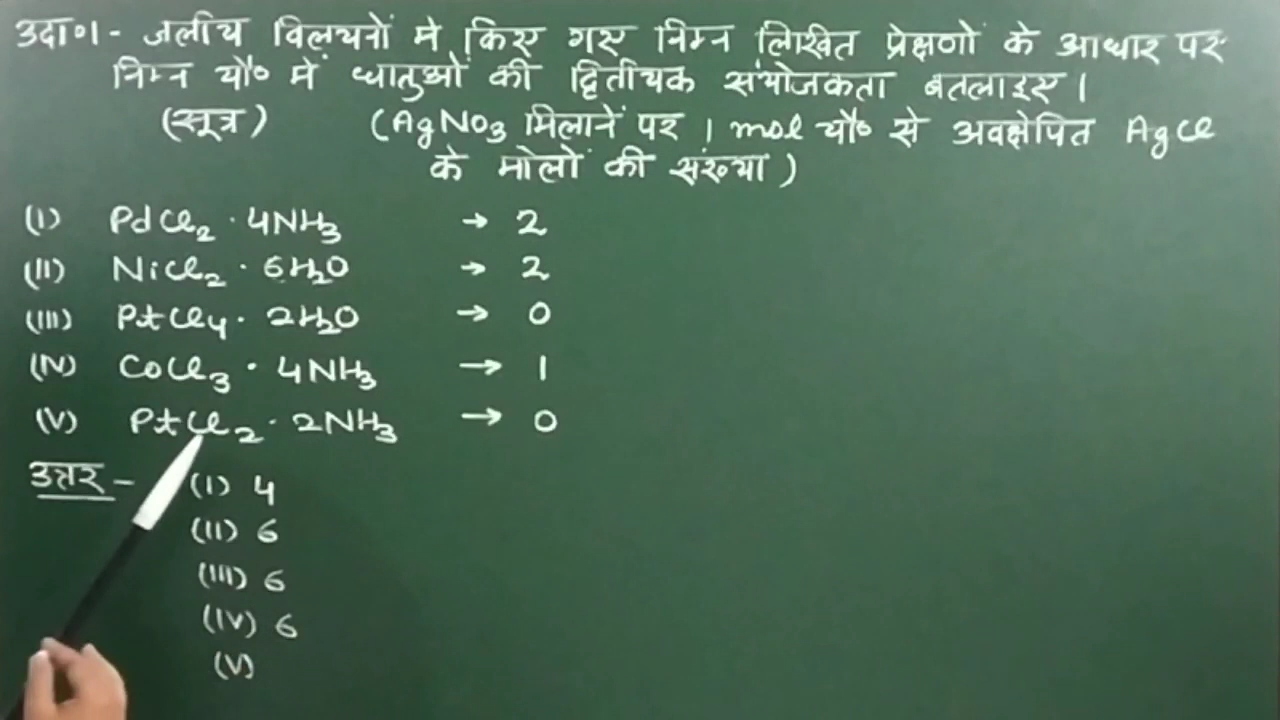 उदा०1- जलीय विलयनों मे किए गए निम्न लिखित प्रेक्षणों के आधार पर
निम्न यौ० में धातुओं की द्वितीयक संयोजकता बतलाइए।
(सूत्र) (AgNO3 मिलानें पर 1 mol यौ० से अवक्षेपित AgCl
के मोलों की संख्या)
(I) PdCl2 · 4NH3 → 2
(II) NiCl2 · 6H2O → 2
(III) PtCl4 · 2H2O → 0
(IV) CoCl3 · 4NH3 → 1
(V) PtCl2 · 2NH3 → 0
उत्तर - (I) 4
(II) 6
(III) 6
(IV) 6
(V)